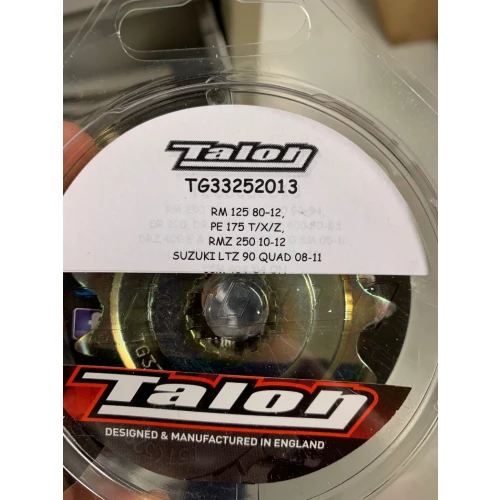 Talon
TG33252013
RM 125 80-12,
PE 175 T/X/Z,
RMZ 250 10-12
SUZUKI LTZ 90 QUAD 08-11
TG3
Talon
DESIGNED & MANUFACTURED IN ENGLAND